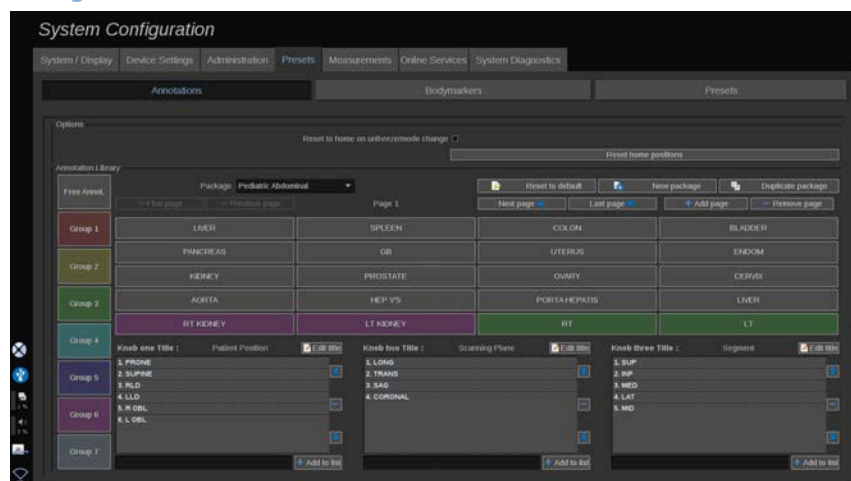 System Configuration
System / Display Device Settings Administration Presets Measurements Online Services System Diagnostics
Annotations Bodymarkers Presets
Options
Reset to home on unfreeze/mode change
Reset home positions
Annotation Library
Free Annot. Package Pediatric Abdominal Reset to default New package Duplicate package
First page Previous page Page 1 Next page Last page Add page Remove page
Group 1 LIVER SPLEEN COLON BLADDER
PANCREAS GB UTERUS ENDOM
Group 2
KIDNEY PROSTATE OVARY CERVIX
Group 3 AORTA HEP V'S PORTA HEPATIS LIVER
RT KIDNEY LT KIDNEY RT LT
Group 4
Knob one Title : Patient Position Edit title Knob two Title : Scanning Plane Edit title Knob three Title : Segment Edit title
1. PRONE 1. LONG 1. SUP
2. SUPINE 2. TRANS 2. INF
Group 5
3. RLD 3. SAG 3. MED
4. LLD 4. CORONAL 4. LAT
5. R OBL 5. MID
Group 6
6. L OBL
Group 7
Add to list Add to list Add to list